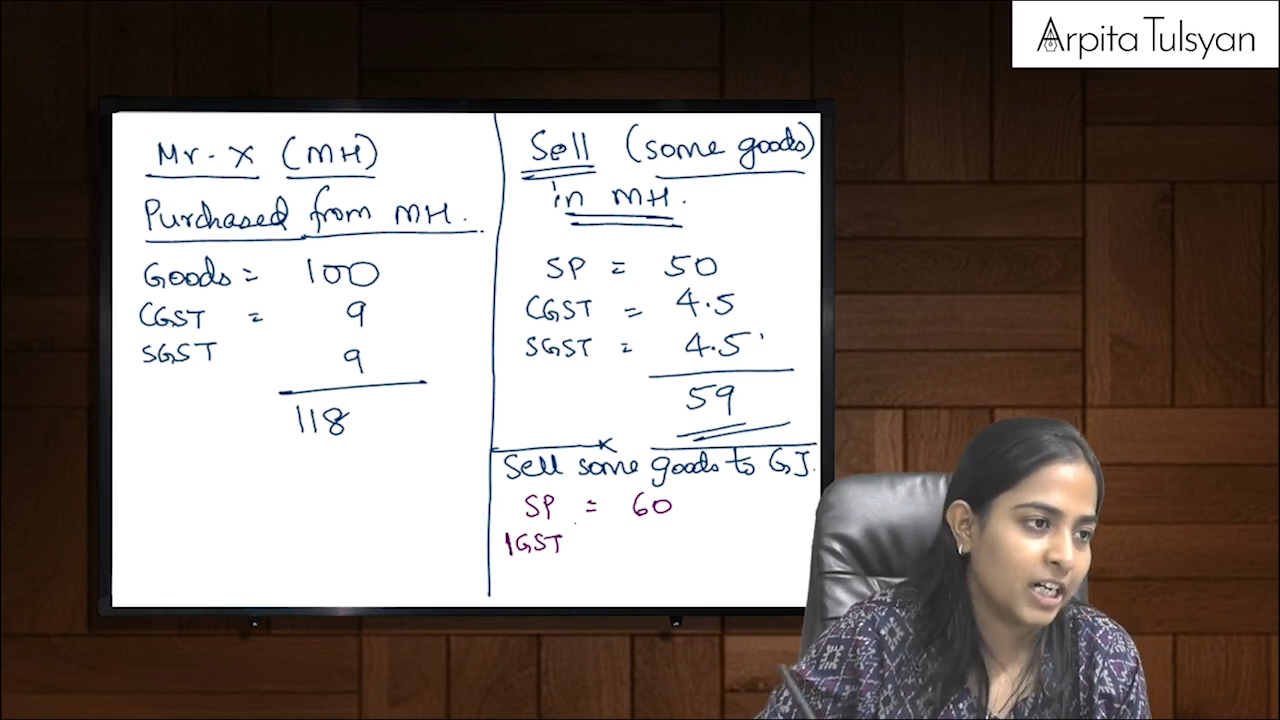 Arpita Tulsyan
Mr. X (MH)
Purchased from MH.
Goods = 100
CGST = 9
SGST 9
118
Sell (some goods)
in MH.
SP = 50
CGST = 4.5
SGST = 4.5
59
Sell some goods to GJ.
SP = 60
IGST